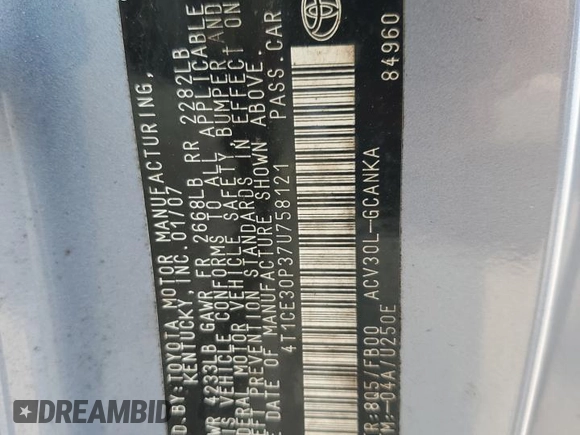 D.BY: TOYOTA MOTOR MANUFACTURING,
KENTUCKY, INC. 01/07
WR 4233LB GAWR FR 2668LB RR 2282LB
IS VEHICLE CONFORMS TO ALL APPLICABLE
DERAL MOTOR VEHICLE SAFETY, BUMPER AND
EFT PREVENTION STANDARDS IN EFFECT ON
E DATE OF MANUFACTURE SHOWN ABOVE.
4T1CE30P37U758121 PASS.CAR
R:8Q5/FB00 ACV30L-GCANKA
M:-04A/U250E 84960
DREAMBID